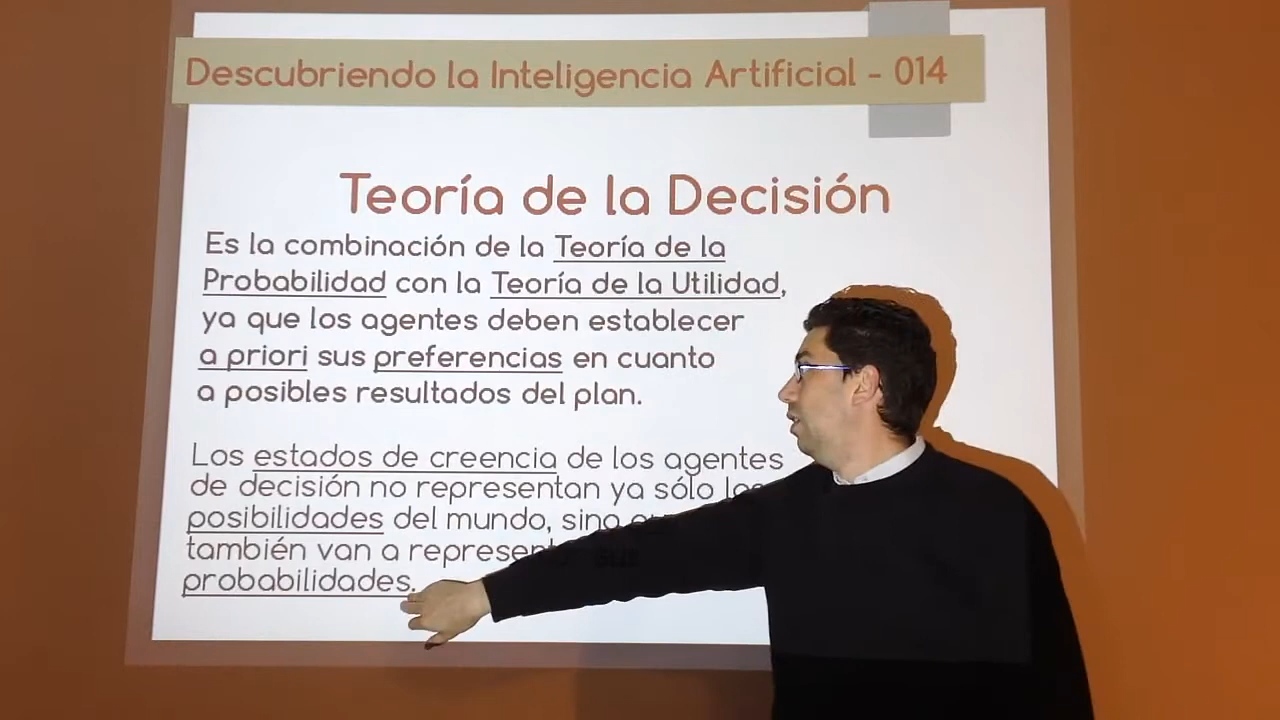 Descubriendo la Inteligencia Artificial - 014
Teoría de la Decisión
Es la combinación de la Teoría de la
Probabilidad con la Teoría de la Utilidad,
ya que los agentes deben establecer
a priori sus preferencias en cuanto
a posibles resultados del plan.
Los estados de creencia de los agentes
de decisión no representan ya sólo las
posibilidades del mundo, sino
también van a representar sus
probabilidades.